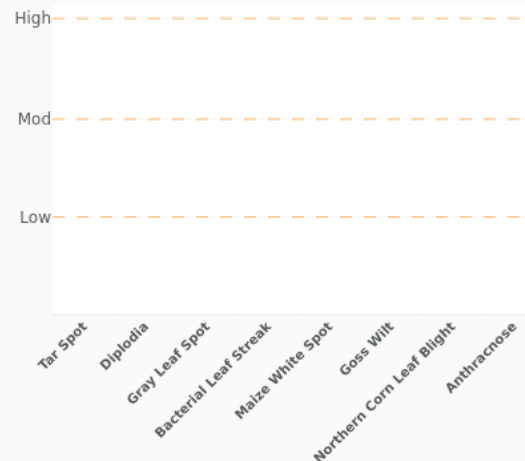 High
Mod
Low
Tar Spot
Diplodia
Gray Leaf Spot
Bacterial Leaf Streak
Maize White Spot
Goss Wilt
Northern Corn Leaf Blight
Anthracnose